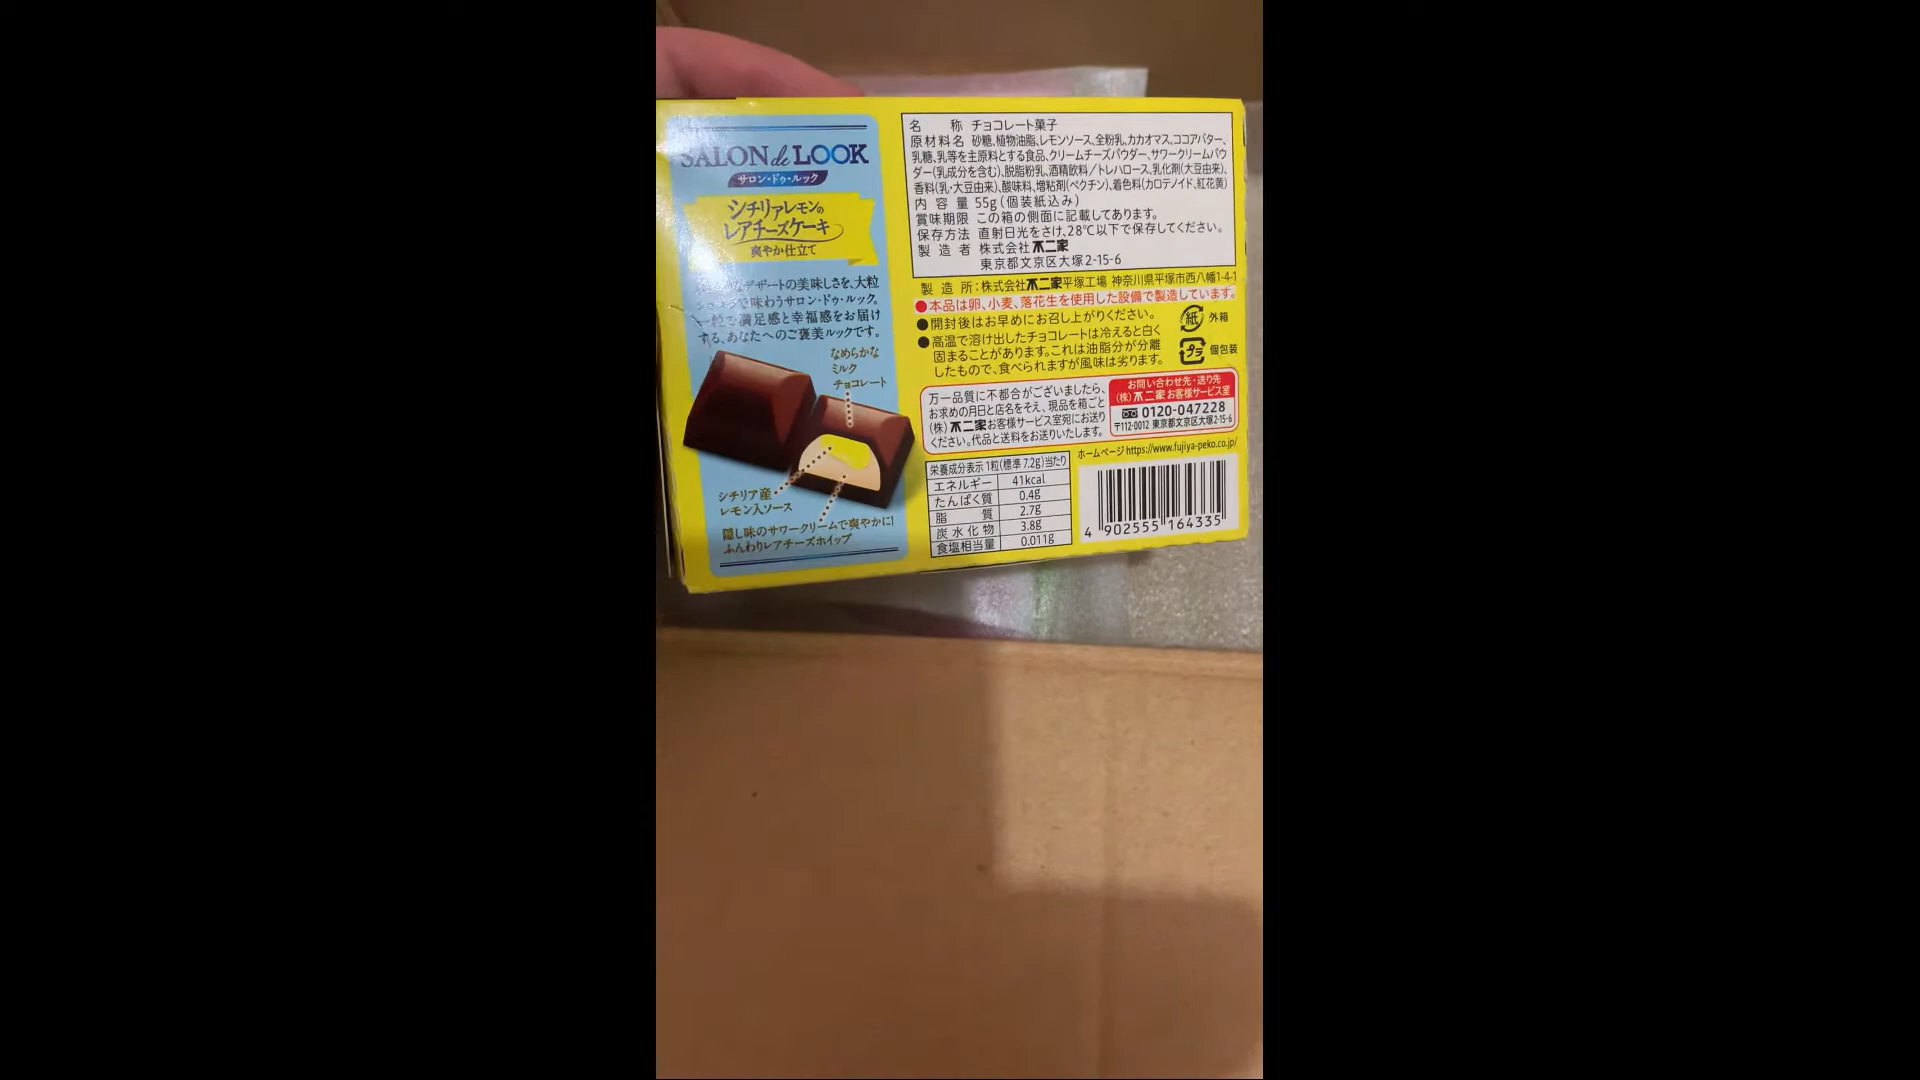 SALON de LOOK
サロン・ドゥ・ルック
シチリアレモンの
レアチーズケーキ
爽やか仕立て
デザートの美味しさを、大粒
で味わうサロン・ドゥ・ルック。
一粒で満足感と幸福感をお届け
する、あなたへのご褒美ルックです。
なめらかな
ミルク
チョコレート
シチリア産
レモン入ソース
隠し味のサワークリームで爽やかに!
ふんわりレアチーズホイップ
名 称 チョコレート菓子
原材料名 砂糖、植物油脂、レモンソース、全粉乳、カカオマス、ココアバター、
乳糖、乳等を主原料とする食品、クリームチーズパウダー、サワークリームパウ
ダー(乳成分を含む)、脱脂粉乳、酒精飲料/トレハロース、乳化剤(大豆由来)、
香料(乳・大豆由来)、酸味料、増粘剤(ペクチン)、着色料(カロテノイド、紅花黄)
内容量 55g(個装紙込み)
賞味期限 この箱の側面に記載してあります。
保存方法 直射日光をさけ、28℃以下で保存してください。
製造者 株式会社不二家
東京都文京区大塚2-15-6
製造所:株式会社不二家平塚工場 神奈川県平塚市西八幡1-4-1
●本品は卵、小麦、落花生を使用した設備で製造しています。
●開封後はお早めにお召し上がりください。
●高温で溶け出したチョコレートは冷えると白く
固まることがあります。これは油脂分が分離
したもので、食べられますが風味は劣ります。
紙 外箱
プラ 個包装
万一品質に不都合がございましたら、
お求めの月日と店名をそえ、現品を箱ごと
(株)不二家お客様サービス室宛にお送り
ください。代品と送料をお送りいたします。
お問い合わせ先・送り先
(株)不二家お客様サービス室
0120-047228
〒112-0012 東京都文京区大塚2-15-6
ホームページ https://www.fujiya-peko.co.jp/
栄養成分表示 1粒(標準7.2g)当たり
エネルギー 41kcal
たんぱく質 0.4g
脂質 2.7g
炭水化物 3.8g
食塩相当量 0.011g
4 902555 164335